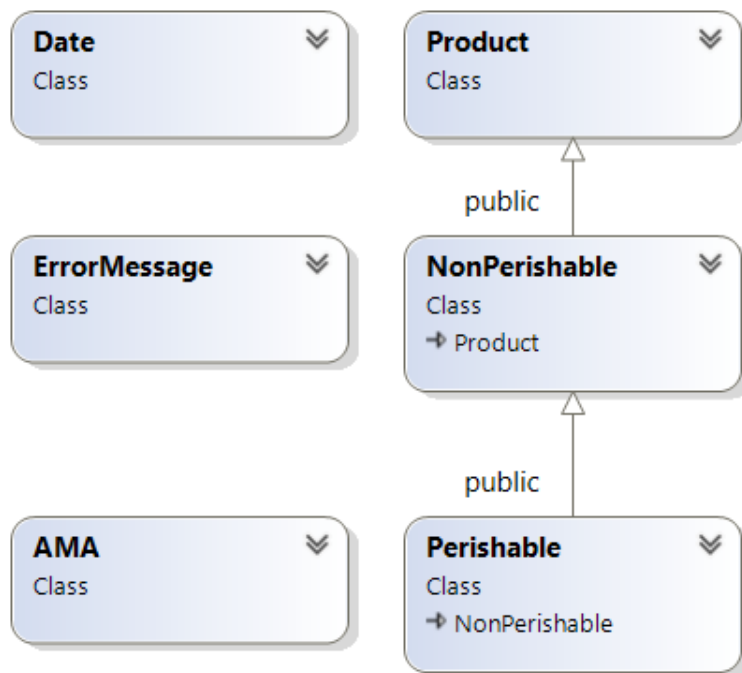 Date
Class
Product
Class
public
ErrorMessage
Class
NonPerishable
Class
Product
public
AMA
Class
Perishable
Class
NonPerishable